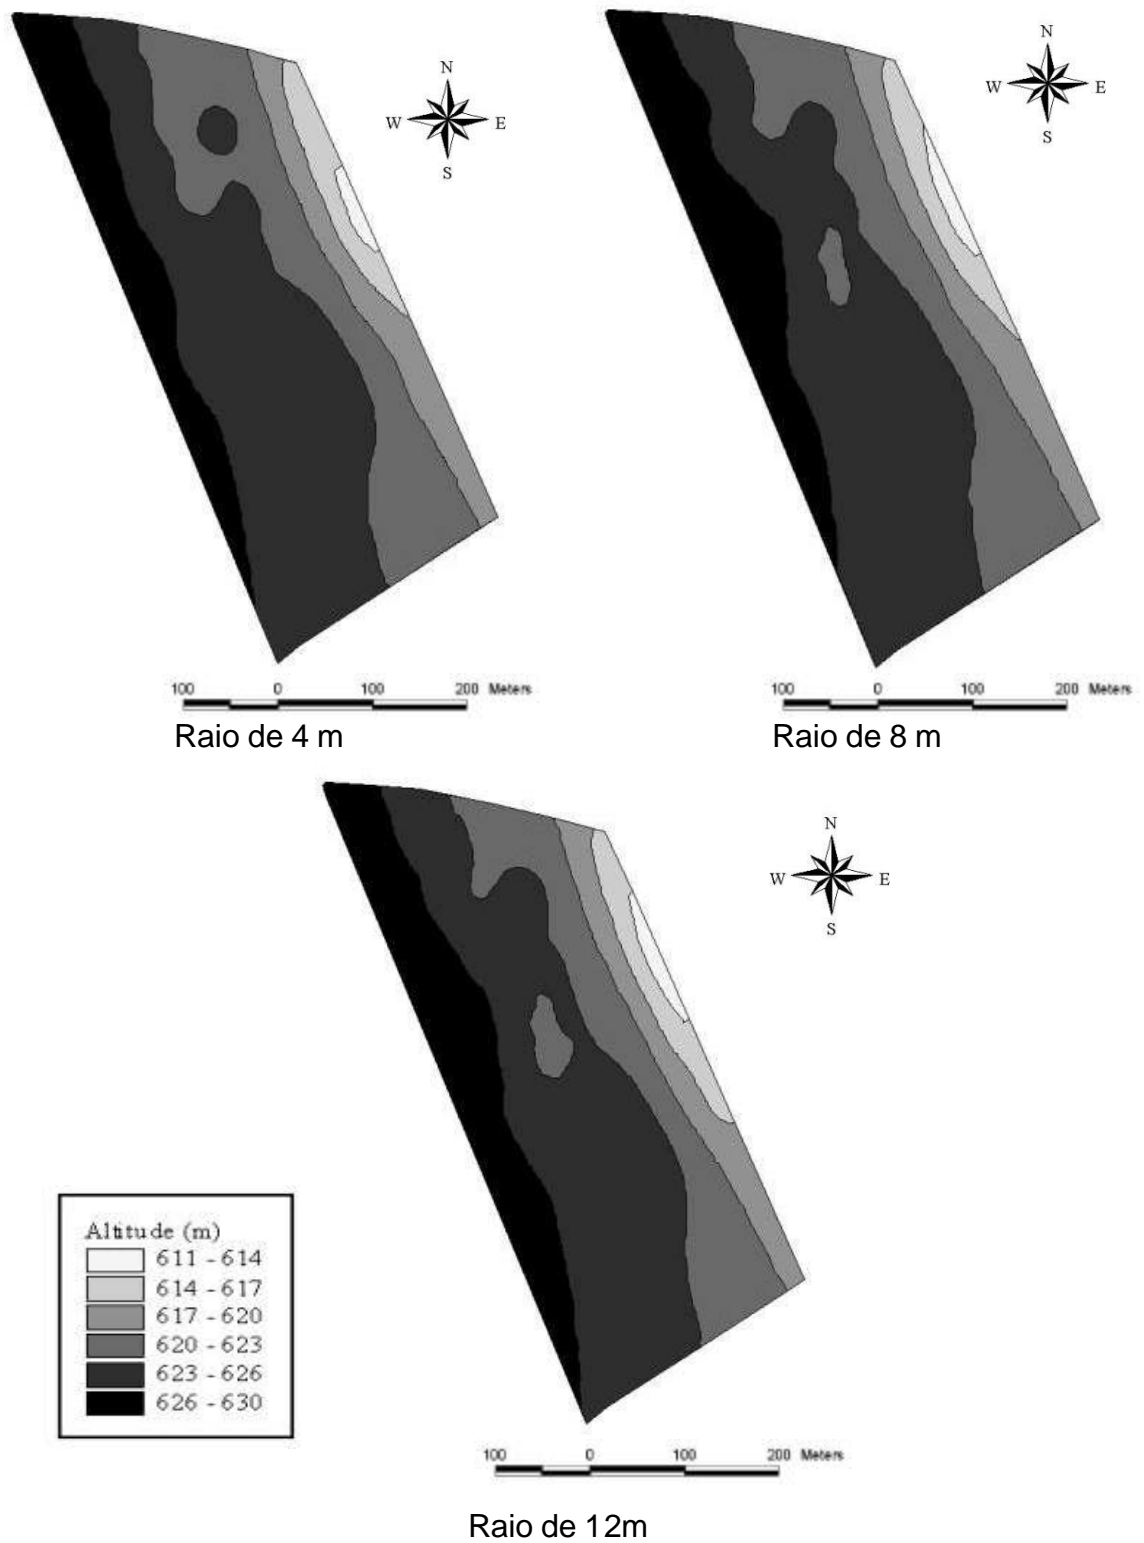 N
W E
S
N
W E
S
100 0 100 200 Meters
100 0 100 200 Meters
Raio de 4 m
Raio de 8 m
N
W E
S
Altitude (m)
611 - 614
614 - 617
617 - 620
620 - 623
623 - 626
626 - 630
100 0 100 200 Meters
Raio de 12m